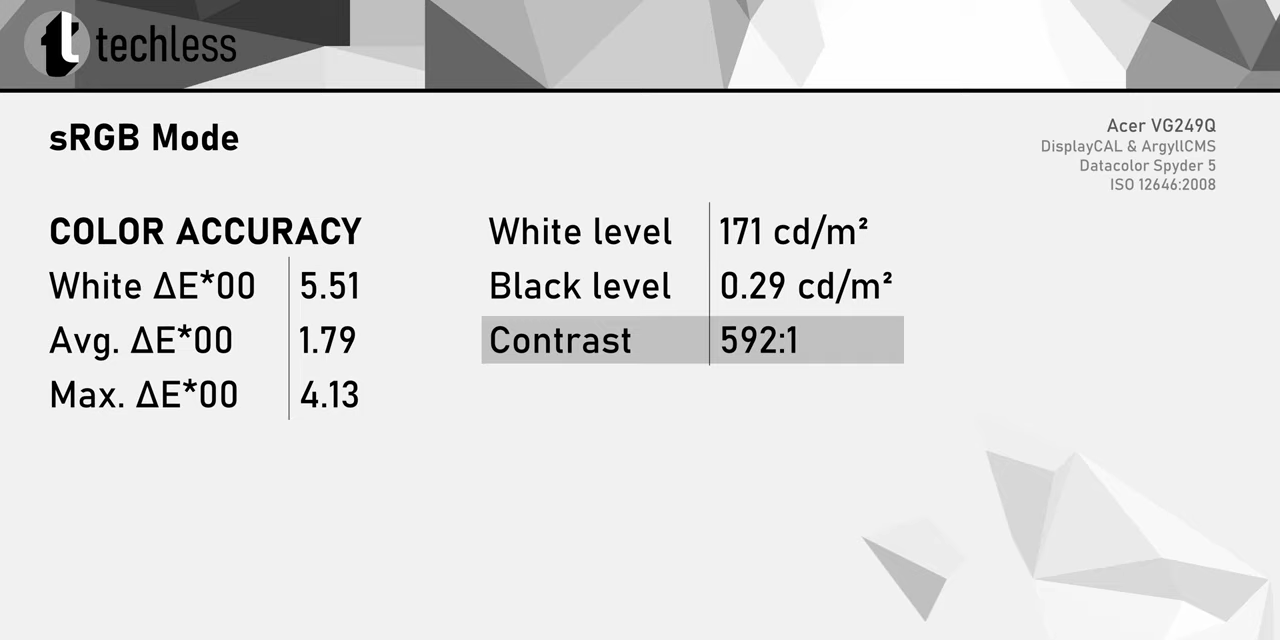 techless
sRGB Mode
Acer VG249Q
DisplayCAL & ArgyllCMS
Datacolor Spyder 5
ISO 12646:2008
COLOR ACCURACY
White ΔE*00 5.51
Avg. ΔE*00 1.79
Max. ΔE*00 4.13
White level 171 cd/m²
Black level 0.29 cd/m²
Contrast 592:1